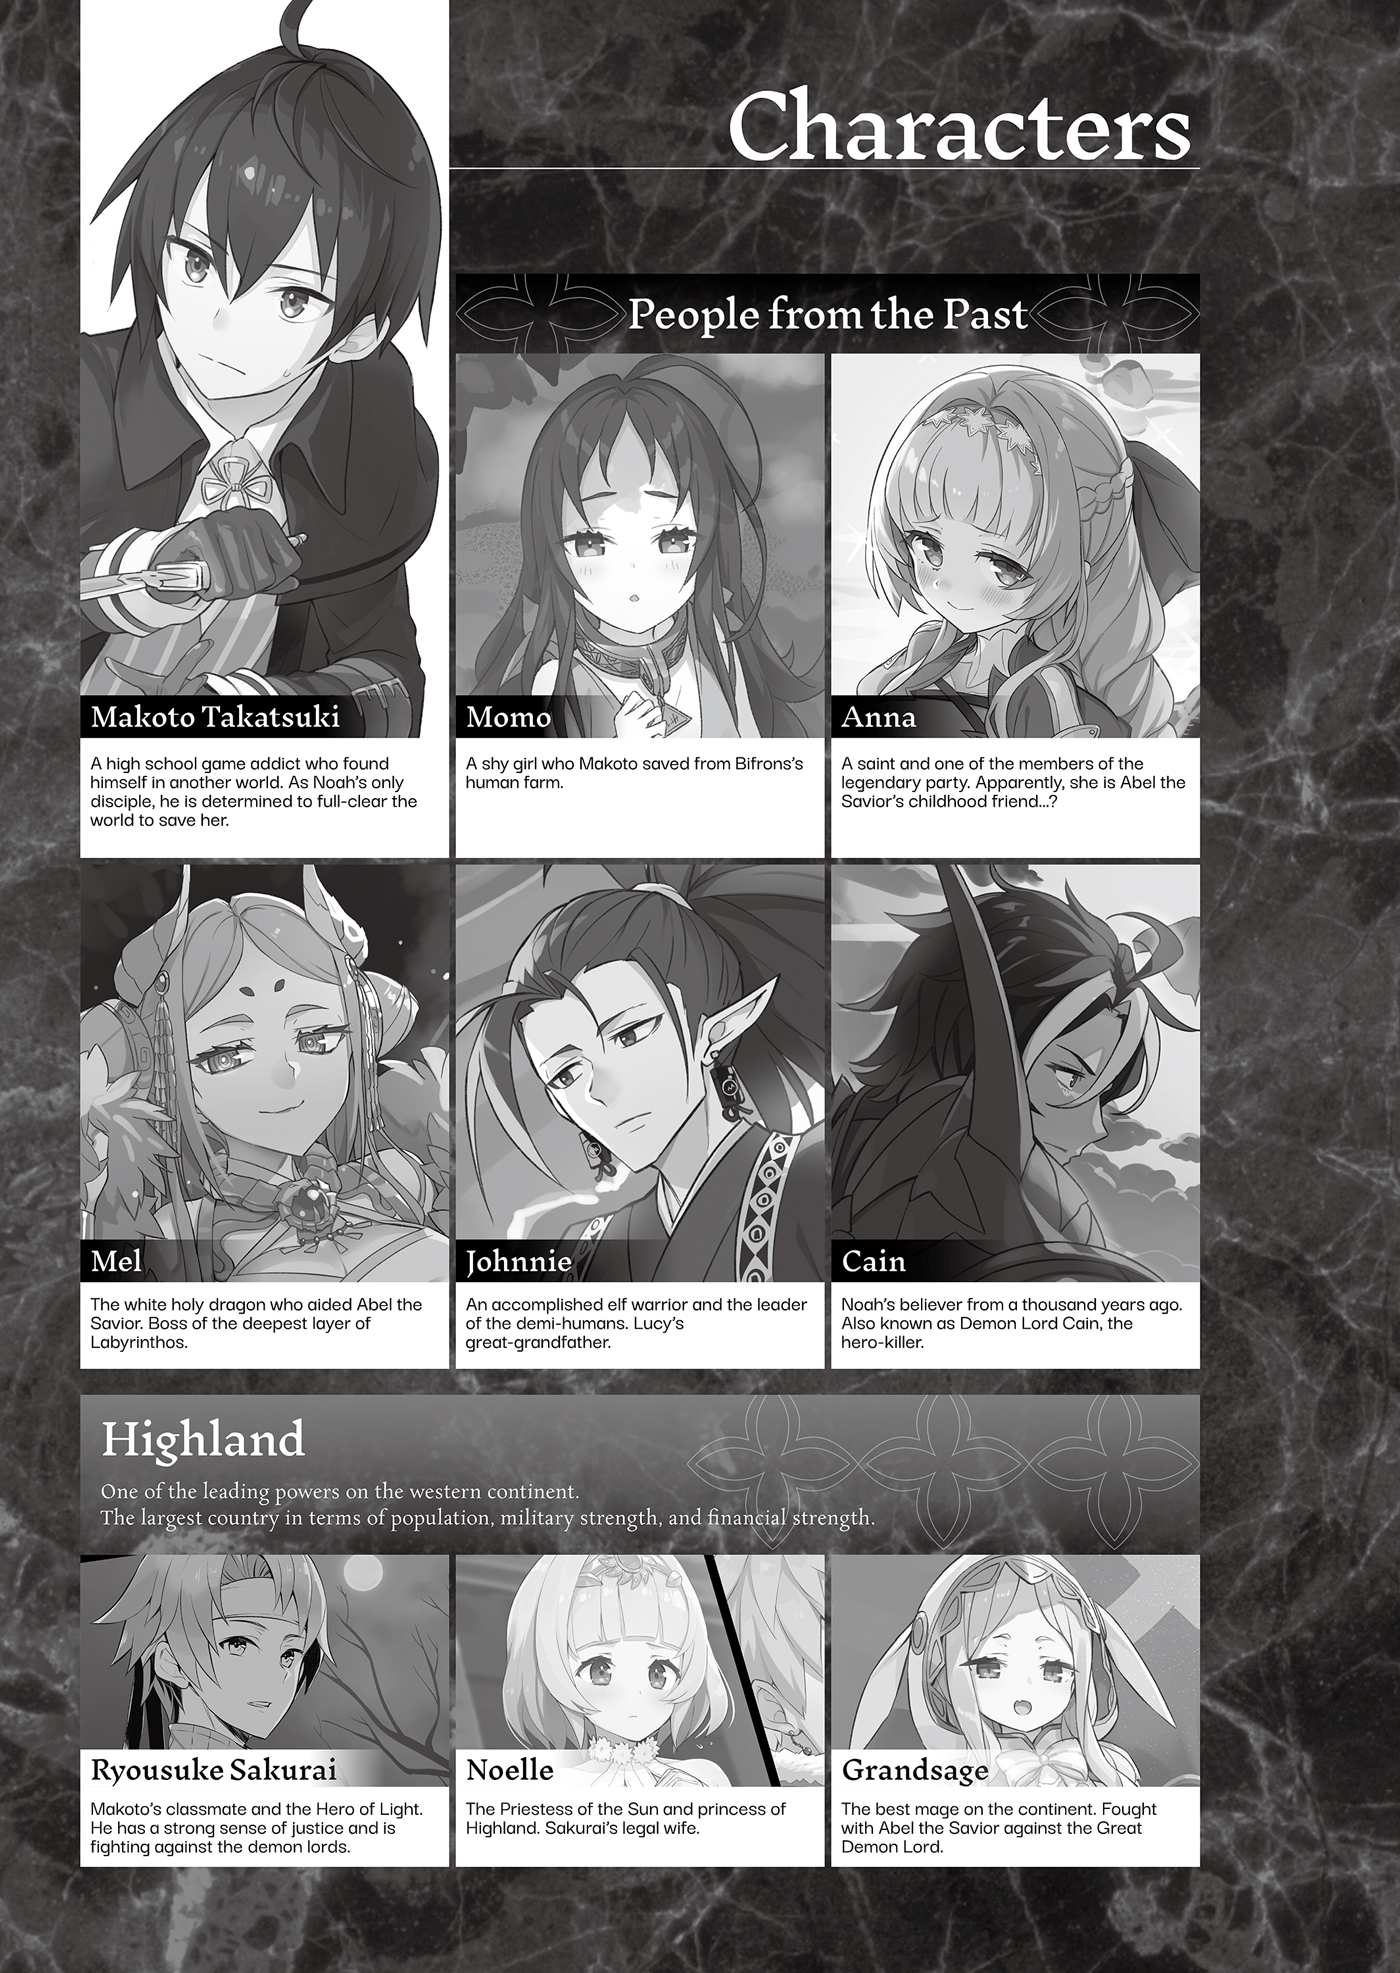 Characters
People from the Past
Makoto Takatsuki
A high school game addict who found
himself in another world. As Noah's only
disciple, he is determined to full-clear the
world to save her.
Momo
A shy girl who Makoto saved from Bifrons's
human farm.
Anna
A saint and one of the members of the
legendary party. Apparently, she is Abel the
Savior's childhood friend...?
Mel
The white holy dragon who aided Abel the
Savior. Boss of the deepest layer of
Labyrinthos.
Johnnie
An accomplished elf warrior and the leader
of the demi-humans. Lucy's
great-grandfather.
Cain
Noah's believer from a thousand years ago.
Also known as Demon Lord Cain, the
hero-killer.
Highland
One of the leading powers on the western continent.
The largest country in terms of population, military strength, and financial strength.
Ryousuke Sakurai
Makoto's classmate and the Hero of Light.
He has a strong sense of justice and is
fighting against the demon lords.
Noelle
The Priestess of the Sun and princess of
Highland. Sakurai's legal wife.
Grandsage
The best mage on the continent. Fought
with Abel the Savior against the Great
Demon Lord.